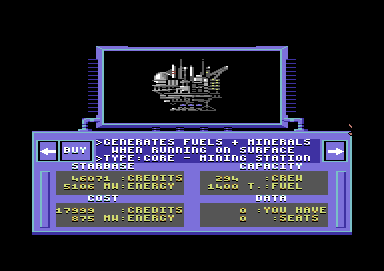 >GENERATES FUELS + MINERALS
BUY WHEN RUNNING ON SURFACE
>TYPE:CORE - MINING STATION
STARBASE CAPACITY
46071 :CREDITS 294 :CREW
5106 MW:ENERGY 1400 T.:FUEL
COST DATA
17999 :CREDITS 0 :YOU HAVE
875 MW:ENERGY 0 :SEATS